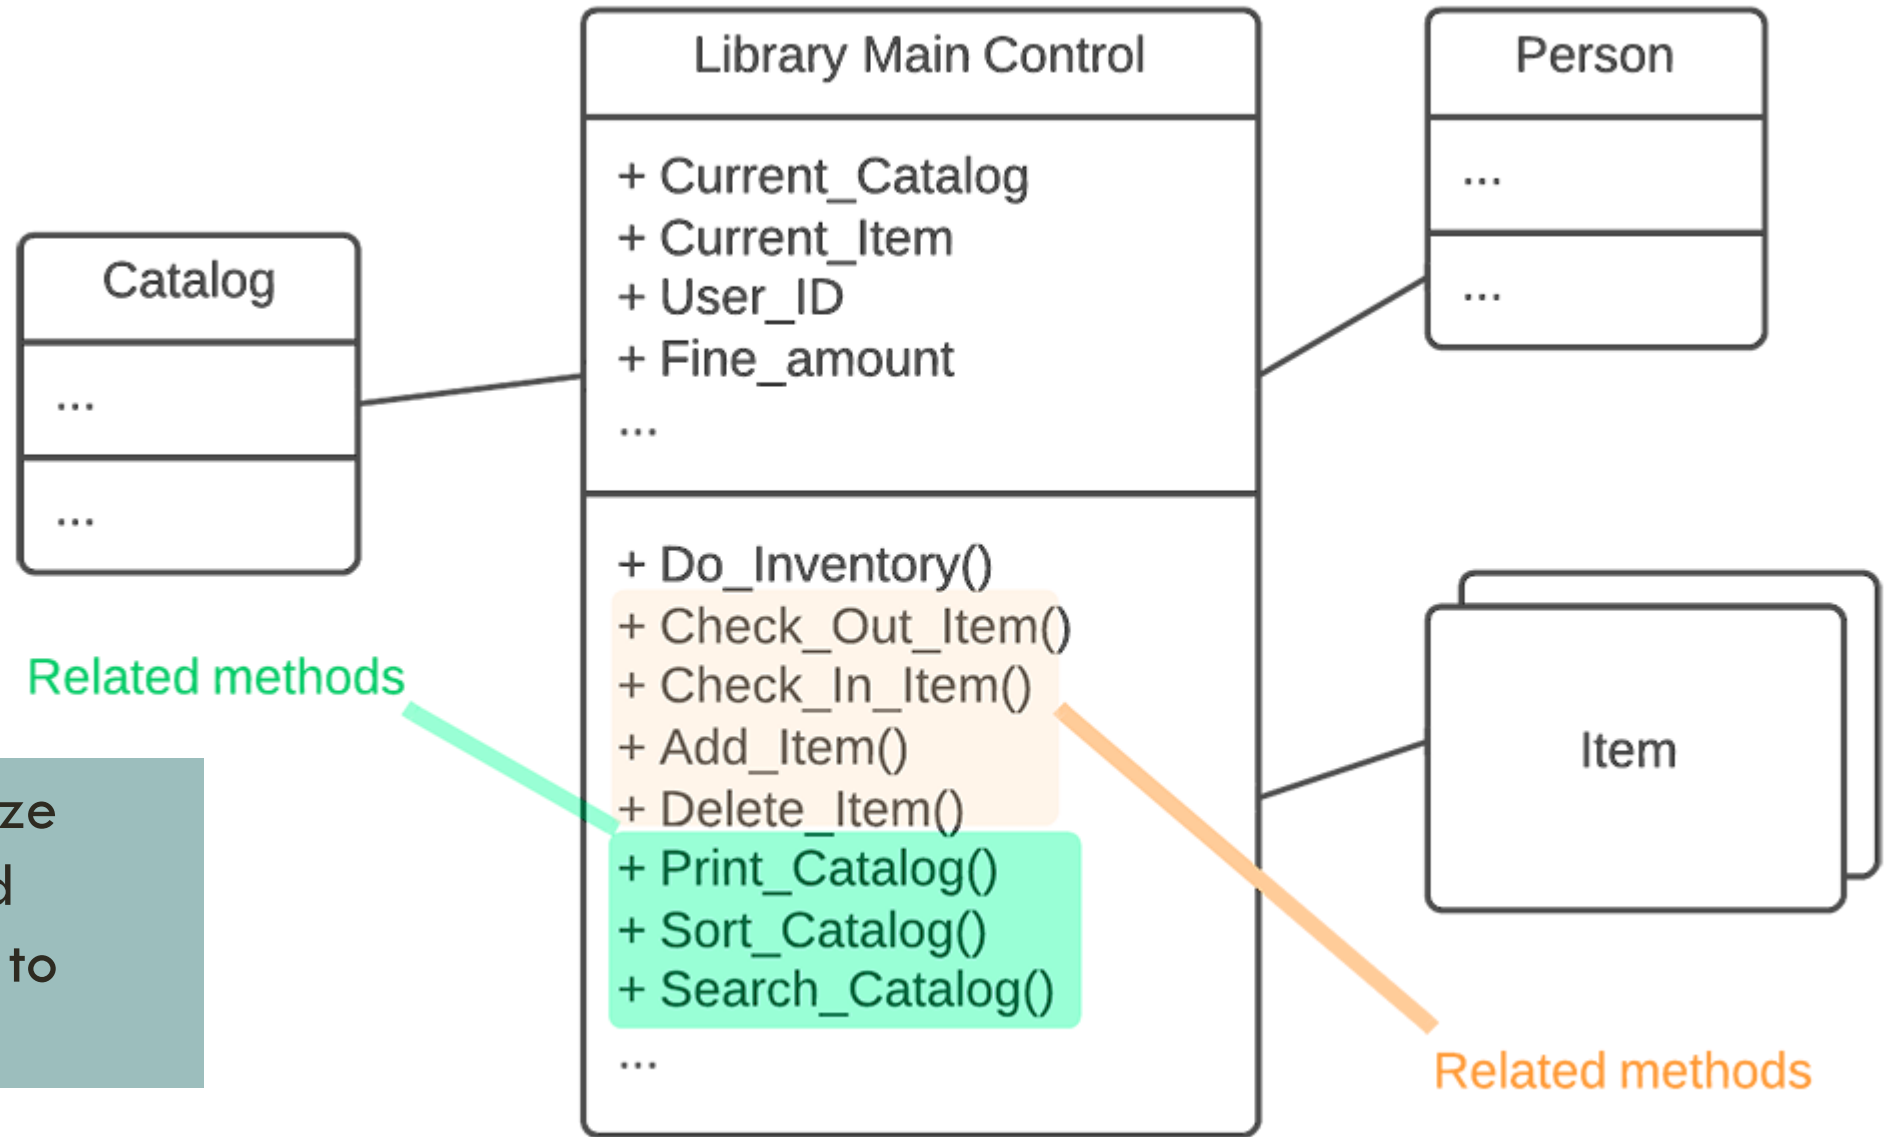 Library Main Control
+ Current_Catalog
+ Current_Item
+ User_ID
+ Fine_amount
...
+ Do_Inventory()
+ Check_Out_Item()
+ Check_In_Item()
+ Add_Item()
+ Delete_Item()
+ Print_Catalog()
+ Sort_Catalog()
+ Search_Catalog()
...
Person
...
...
Catalog
...
...
Item
Related methods
Related methods
to